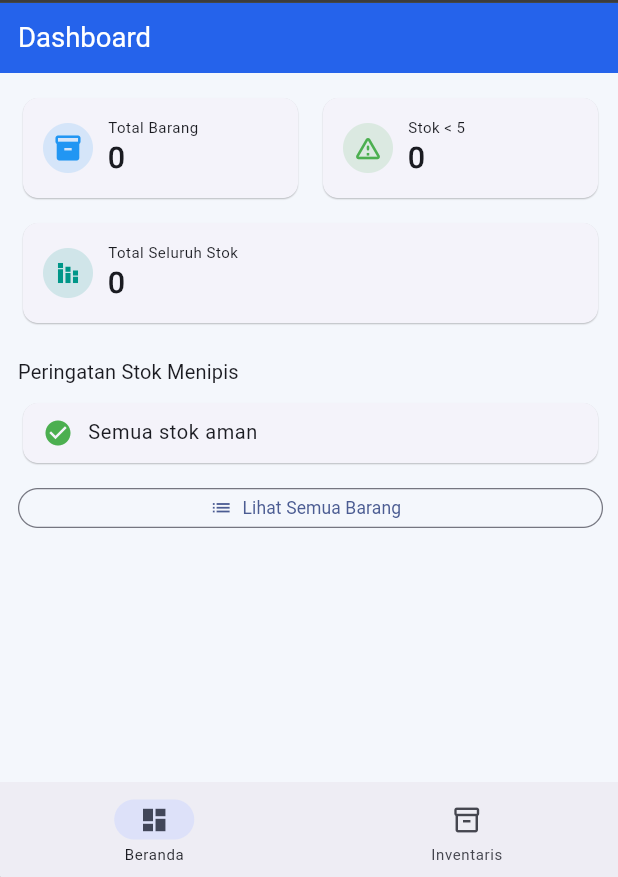 Dashboard
Total Barang
0
Stok < 5
0
Total Seluruh Stok
0
Peringatan Stok Menipis
Semua stok aman
Lihat Semua Barang
Beranda
Inventaris